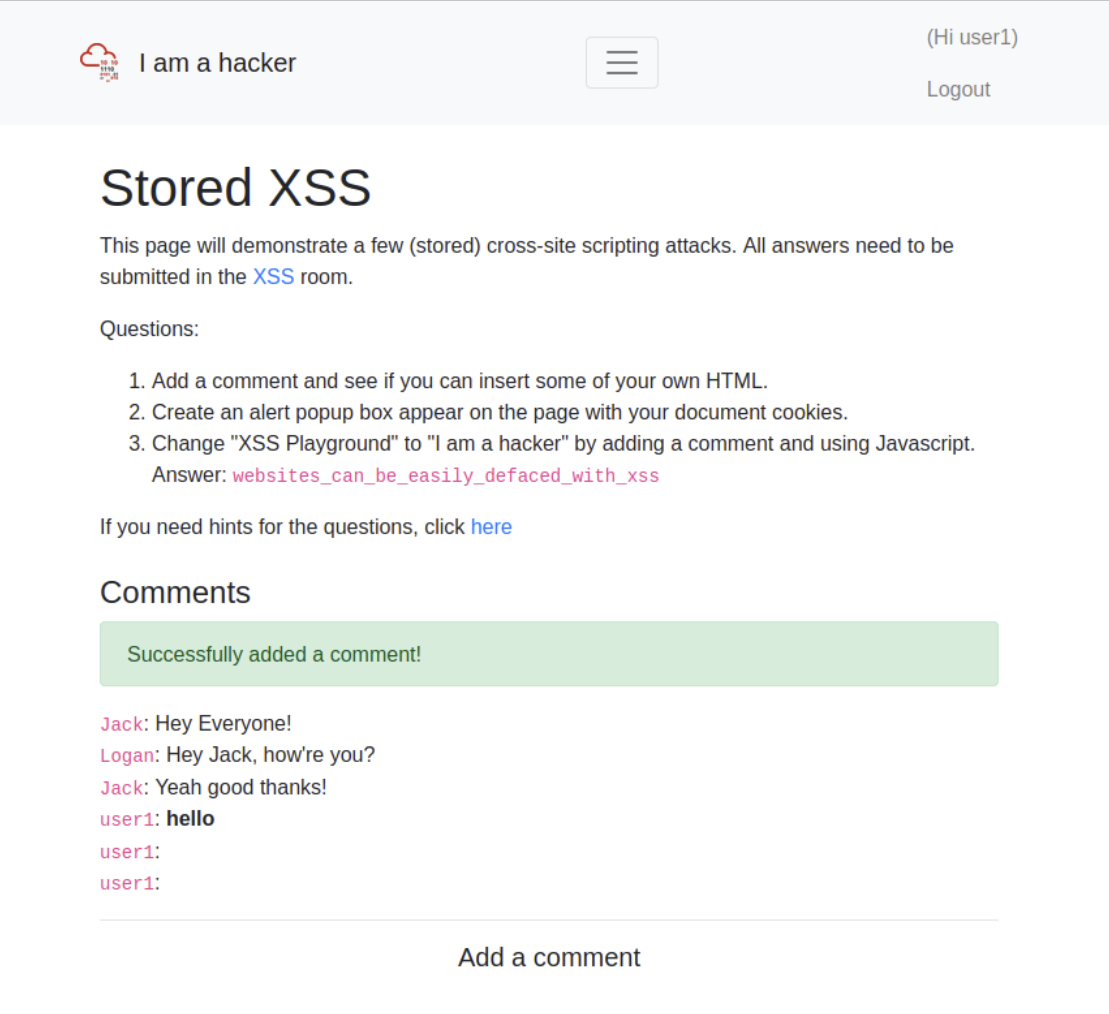 I am a hacker
(Hi user1)
Logout
Stored XSS
This page will demonstrate a few (stored) cross-site scripting attacks. All answers need to be
submitted in the XSS room.
Questions:
1. Add a comment and see if you can insert some of your own HTML.
2. Create an alert popup box appear on the page with your document cookies.
3. Change "XSS Playground" to "I am a hacker" by adding a comment and using Javascript.
Answer: websites_can_be_easily_defaced_with_xss
If you need hints for the questions, click here
Comments
Successfully added a comment!
Jack: Hey Everyone!
Logan: Hey Jack, how're you?
Jack: Yeah good thanks!
user1: hello
user1:
user1:
Add a comment